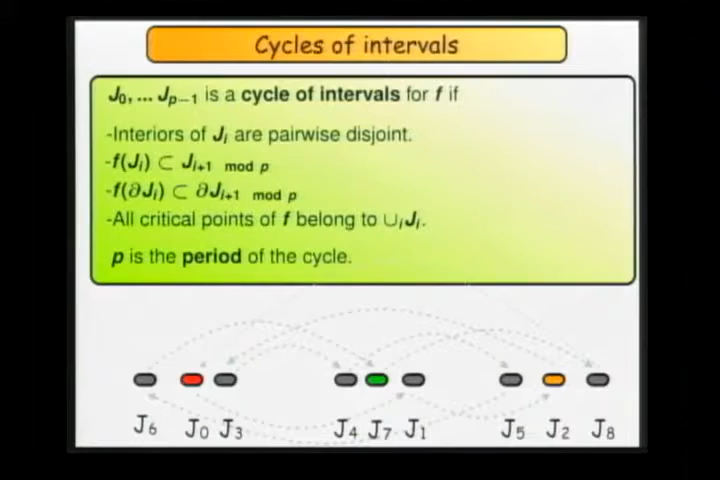 Cycles of intervals
J₀, ... Jₚ₋₁ is a cycle of intervals for f if
-Interiors of Jᵢ are pairwise disjoint.
-f(Jᵢ) ⊂ Jᵢ₊₁ mod p
-f(∂Jᵢ) ⊂ ∂Jᵢ₊₁ mod p
-All critical points of f belong to ∪ᵢJᵢ.
p is the period of the cycle.
J₆ J₀ J₃ J₄ J₇ J₁ J₅ J₂ J₈